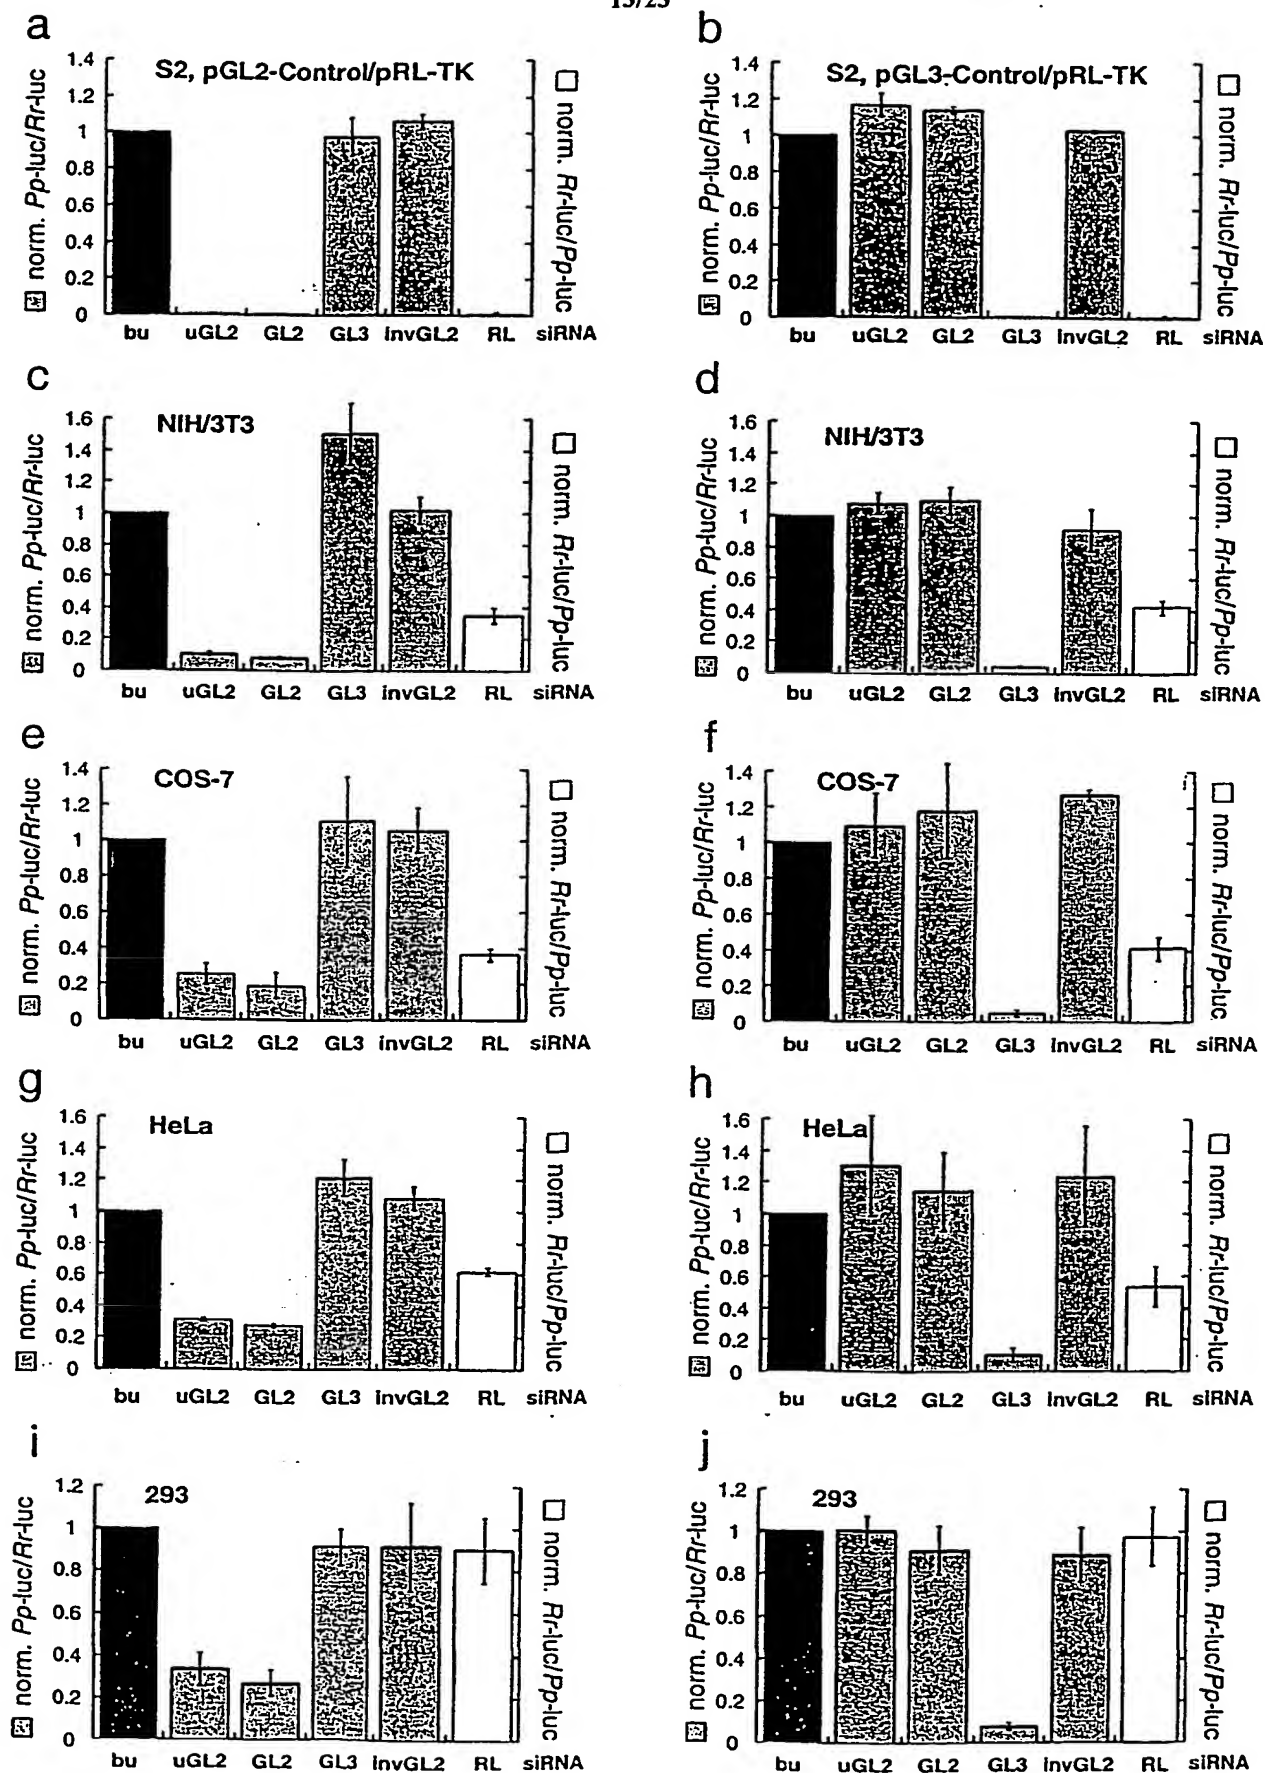 13/23
a
S2, pGL2-Control/pRL-TK
norm. Pp-luc/Rr-luc
1.4
1.2
1
0.8
0.6
0.4
0.2
0
norm. Rr-luc/Pp-luc
bu uGL2 GL2 GL3 invGL2 RL siRNA
b
S2, pGL3-Control/pRL-TK
norm. Pp-luc/Rr-luc
1.4
1.2
1
0.8
0.6
0.4
0.2
0
norm. Rr-luc/Pp-luc
bu uGL2 GL2 GL3 invGL2 RL siRNA
c
NIH/3T3
norm. Pp-luc/Rr-luc
1.6
1.4
1.2
1
0.8
0.6
0.4
0.2
0
norm. Rr-luc/Pp-luc
bu uGL2 GL2 GL3 invGL2 RL siRNA
d
NIH/3T3
norm. Pp-luc/Rr-luc
1.6
1.4
1.2
1
0.8
0.6
0.4
0.2
0
norm. Rr-luc/Pp-luc
bu uGL2 GL2 GL3 invGL2 RL siRNA
e
COS-7
norm. Pp-luc/Rr-luc
1.4
1.2
1
0.8
0.6
0.4
0.2
0
norm. Rr-luc/Pp-luc
bu uGL2 GL2 GL3 invGL2 RL siRNA
f
COS-7
norm. Pp-luc/Rr-luc
1.4
1.2
1
0.8
0.6
0.4
0.2
0
norm. Rr-luc/Pp-luc
bu uGL2 GL2 GL3 invGL2 RL siRNA
g
HeLa
norm. Pp-luc/Rr-luc
1.6
1.4
1.2
1
0.8
0.6
0.4
0.2
0
norm. Rr-luc/Pp-luc
bu uGL2 GL2 GL3 invGL2 RL siRNA
h
HeLa
norm. Pp-luc/Rr-luc
1.6
1.4
1.2
1
0.8
0.6
0.4
0.2
0
norm. Rr-luc/Pp-luc
bu uGL2 GL2 GL3 invGL2 RL siRNA
i
293
norm. Pp-luc/Rr-luc
1.2
1
0.8
0.6
0.4
0.2
0
norm. Rr-luc/Pp-luc
bu uGL2 GL2 GL3 invGL2 RL siRNA
j
293
norm. Pp-luc/Rr-luc
1.2
1
0.8
0.6
0.4
0.2
0
norm. Rr-luc/Pp-luc
bu uGL2 GL2 GL3 invGL2 RL siRNA